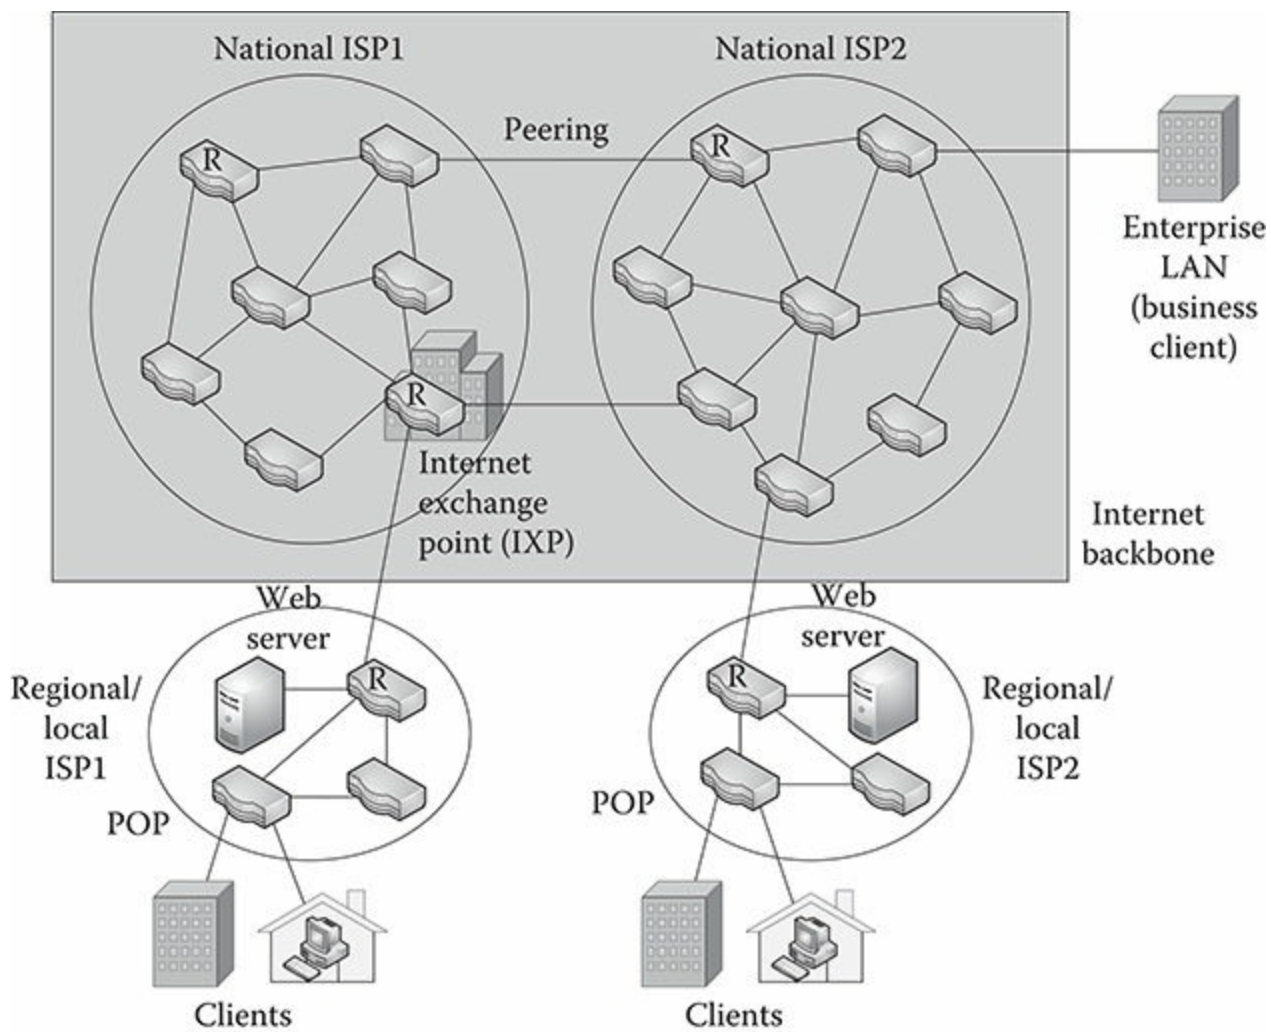 National ISP1
National ISP2
Peering
R
R
Enterprise
LAN
(business
client)
R
Internet
exchange
point (IXP)
Internet
backbone
Web
server
Web
server
R
R
Regional/
local
ISP1
Regional/
local
ISP2
POP
POP
Clients
Clients